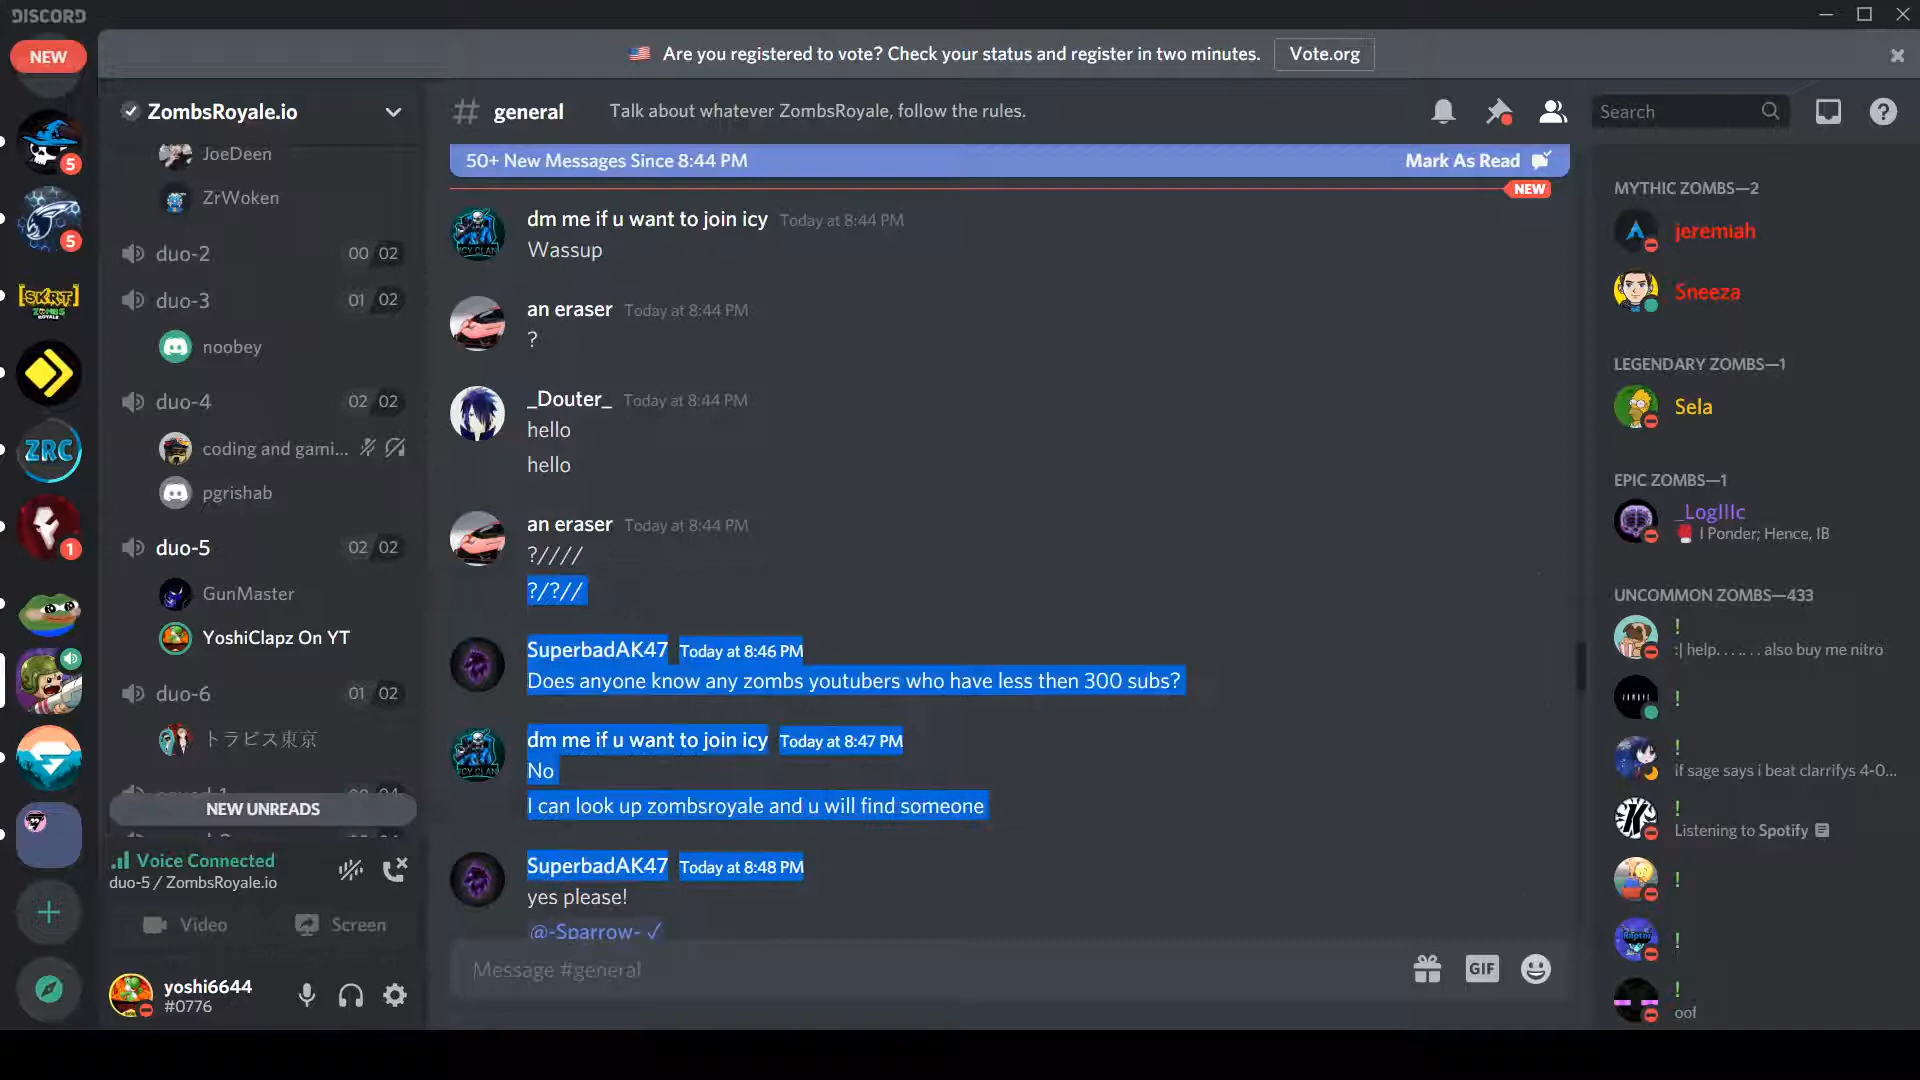 DISCORD
NEW
Are you registered to vote? Check your status and register in two minutes.
Vote.org
5
5
[SKRT]
ZOMBS
ROYALE
ZRC
1
ZombsRoyale.io
JoeDeen
ZrWoken
duo-2
00 02
duo-3
01 02
noobey
duo-4
02 02
coding and gami...
pgrishab
duo-5
02 02
GunMaster
YoshiClapz On YT
duo-6
01 02
トラビス東京
NEW UNREADS
Voice Connected
duo-5 / ZombsRoyale.io
Video
Screen
yoshi6644
#0776
general
Talk about whatever ZombsRoyale, follow the rules.
Search
50+ New Messages Since 8:44 PM
Mark As Read
NEW
dm me if u want to join icy Today at 8:44 PM
Wassup
an eraser Today at 8:44 PM
?
_Douter_ Today at 8:44 PM
hello
hello
an eraser Today at 8:44 PM
?////
?/?//
SuperbadAK47 Today at 8:46 PM
Does anyone know any zombs youtubers who have less then 300 subs?
ICY CLAN
dm me if u want to join icy Today at 8:47 PM
No
I can look up zombsroyale and u will find someone
SuperbadAK47 Today at 8:48 PM
yes please!
@-Sparrow- ✓
Message #general
GIF
MYTHIC ZOMBS—2
jeremiah
Sneeza
LEGENDARY ZOMBS—1
Sela
EPIC ZOMBS—1
I Ponder; Hence, IB
UNCOMMON ZOMBS—433
!
:| help. . . . . . . also buy me nitro
!
!
if sage says i beat clarrifys 4-0...
!
Listening to Spotify
!
!
!
oof